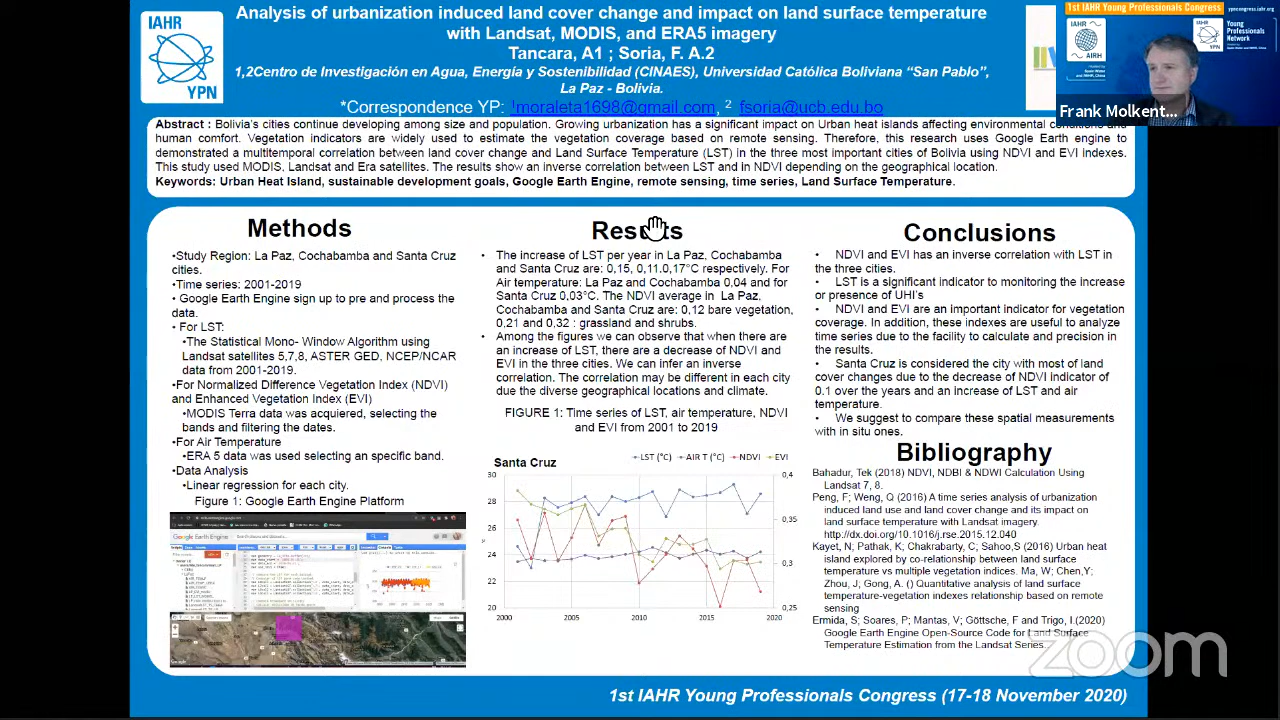 IAHR
YPN
Analysis of urbanization induced land cover change and impact on land surface temperature
with Landsat, MODIS, and ERA5 imagery
Tancara, A1 ; Soria, F. A.2
1,2Centro de Investigación en Agua, Energía y Sostenibilidad (CINAES), Universidad Católica Boliviana “San Pablo”,
La Paz - Bolivia.
*Correspondence YP: ¹moraleta1698@gmail.com, ² fsoria@ucb.edu.bo
1st IAHR Young Professionals Congress
IAHR
AIRH
IAHR
YPN
Young
Professionals
Network
Frank Molkent...
Abstract : Bolivia's cities continue developing among size and population. Growing urbanization has a significant impact on Urban heat islands affecting environmental conditions and
human comfort. Vegetation indicators are widely used to estimate the vegetation coverage based on remote sensing. Therefore, this research uses Google Earth engine to
demonstrated a multitemporal correlation between land cover change and Land Surface Temperature (LST) in the three most important cities of Bolivia using NDVI and EVI indexes.
This study used MODIS, Landsat and Era satellites. The results show an inverse correlation between LST and in NDVI depending on the geographical location.
Keywords: Urban Heat Island, sustainable development goals, Google Earth Engine, remote sensing, time series, Land Surface Temperature.
Methods
•Study Region: La Paz, Cochabamba and Santa Cruz
cities.
•Time series: 2001-2019
• Google Earth Engine sign up to pre and process the
data.
• For LST:
•The Statistical Mono- Window Algorithm using
Landsat satellites 5,7,8, ASTER GED, NCEP/NCAR
data from 2001-2019.
•For Normalized Difference Vegetation Index (NDVI)
and Enhanced Vegetation Index (EVI)
•MODIS Terra data was acquired, selecting the
bands and filtering the dates.
•For Air Temperature
•ERA 5 data was used selecting an specific band.
•Data Analysis
•Linear regression for each city.
Figure 1: Google Earth Engine Platform
Google Earth Engine
Results
• The increase of LST per year in La Paz, Cochabamba
and Santa Cruz are: 0,15, 0,11.0,17°C respectively. For
Air temperature: La Paz and Cochabamba 0,04 and for
Santa Cruz 0,03°C. The NDVI average in La Paz,
Cochabamba and Santa Cruz are: 0,12 bare vegetation,
0,21 and 0,32 : grassland and shrubs.
• Among the figures we can observe that when there are
an increase of LST, there are a decrease of NDVI and
EVI in the three cities. We can infer an inverse
correlation. The correlation may be different in each city
due the diverse geographical locations and climate.
FIGURE 1: Time series of LST, air temperature, NDVI
and EVI from 2001 to 2019
LST (°C) AIR T (°C) NDVI EVI
Santa Cruz
30 0,4
28 0,35
26
24 0,3
22
20 0,25
2000 2005 2010 2015 2020
Conclusions
• NDVI and EVI has an inverse correlation with LST in
the three cities.
• LST is a significant indicator to monitoring the increase
or presence of UHI's
• NDVI and EVI are an important indicator for vegetation
coverage. In addition, these indexes are useful to analyze
time series due to the facility to calculate and precision in
the results.
• Santa Cruz is considered the city with most of land
cover changes due to the decrease of NDVI indicator of
0.1 over the years and an increase of LST and air
temperature.
• We suggest to compare these spatial measurements
with in situ ones.
Bibliography
Bahadur, Tek (2018) NDVI, NDBI & NDWI Calculation Using
Landsat 7, 8.
Peng, F; Weng, Q (2016) A time series analysis of urbanization
induced land use and land cover change and its impact on
land surface temperature with Landsat imagery.
http://dx.doi.org/10.1016/j.rse.2015.12.040
Kayet, N; Pathak, K; Chakrabarty, C; Sahoo,S (2016) Urban heat
island explored by co-relationship between land surface
temperature vs multiple vegetation indices. Ma, W; Chen,Y;
Zhou, J; Gong, A. () Quantitative analysis of land surface
temperature-vegetation indexes relationship based on remote
sensing
Ermida, S; Soares, P; Mantas, V; Göttsche, F and Trigo, I.(2020)
Google Earth Engine Open-Source Code for Land Surface
Temperature Estimation from the Landsat Series.
zoom
1st IAHR Young Professionals Congress (17-18 November 2020)